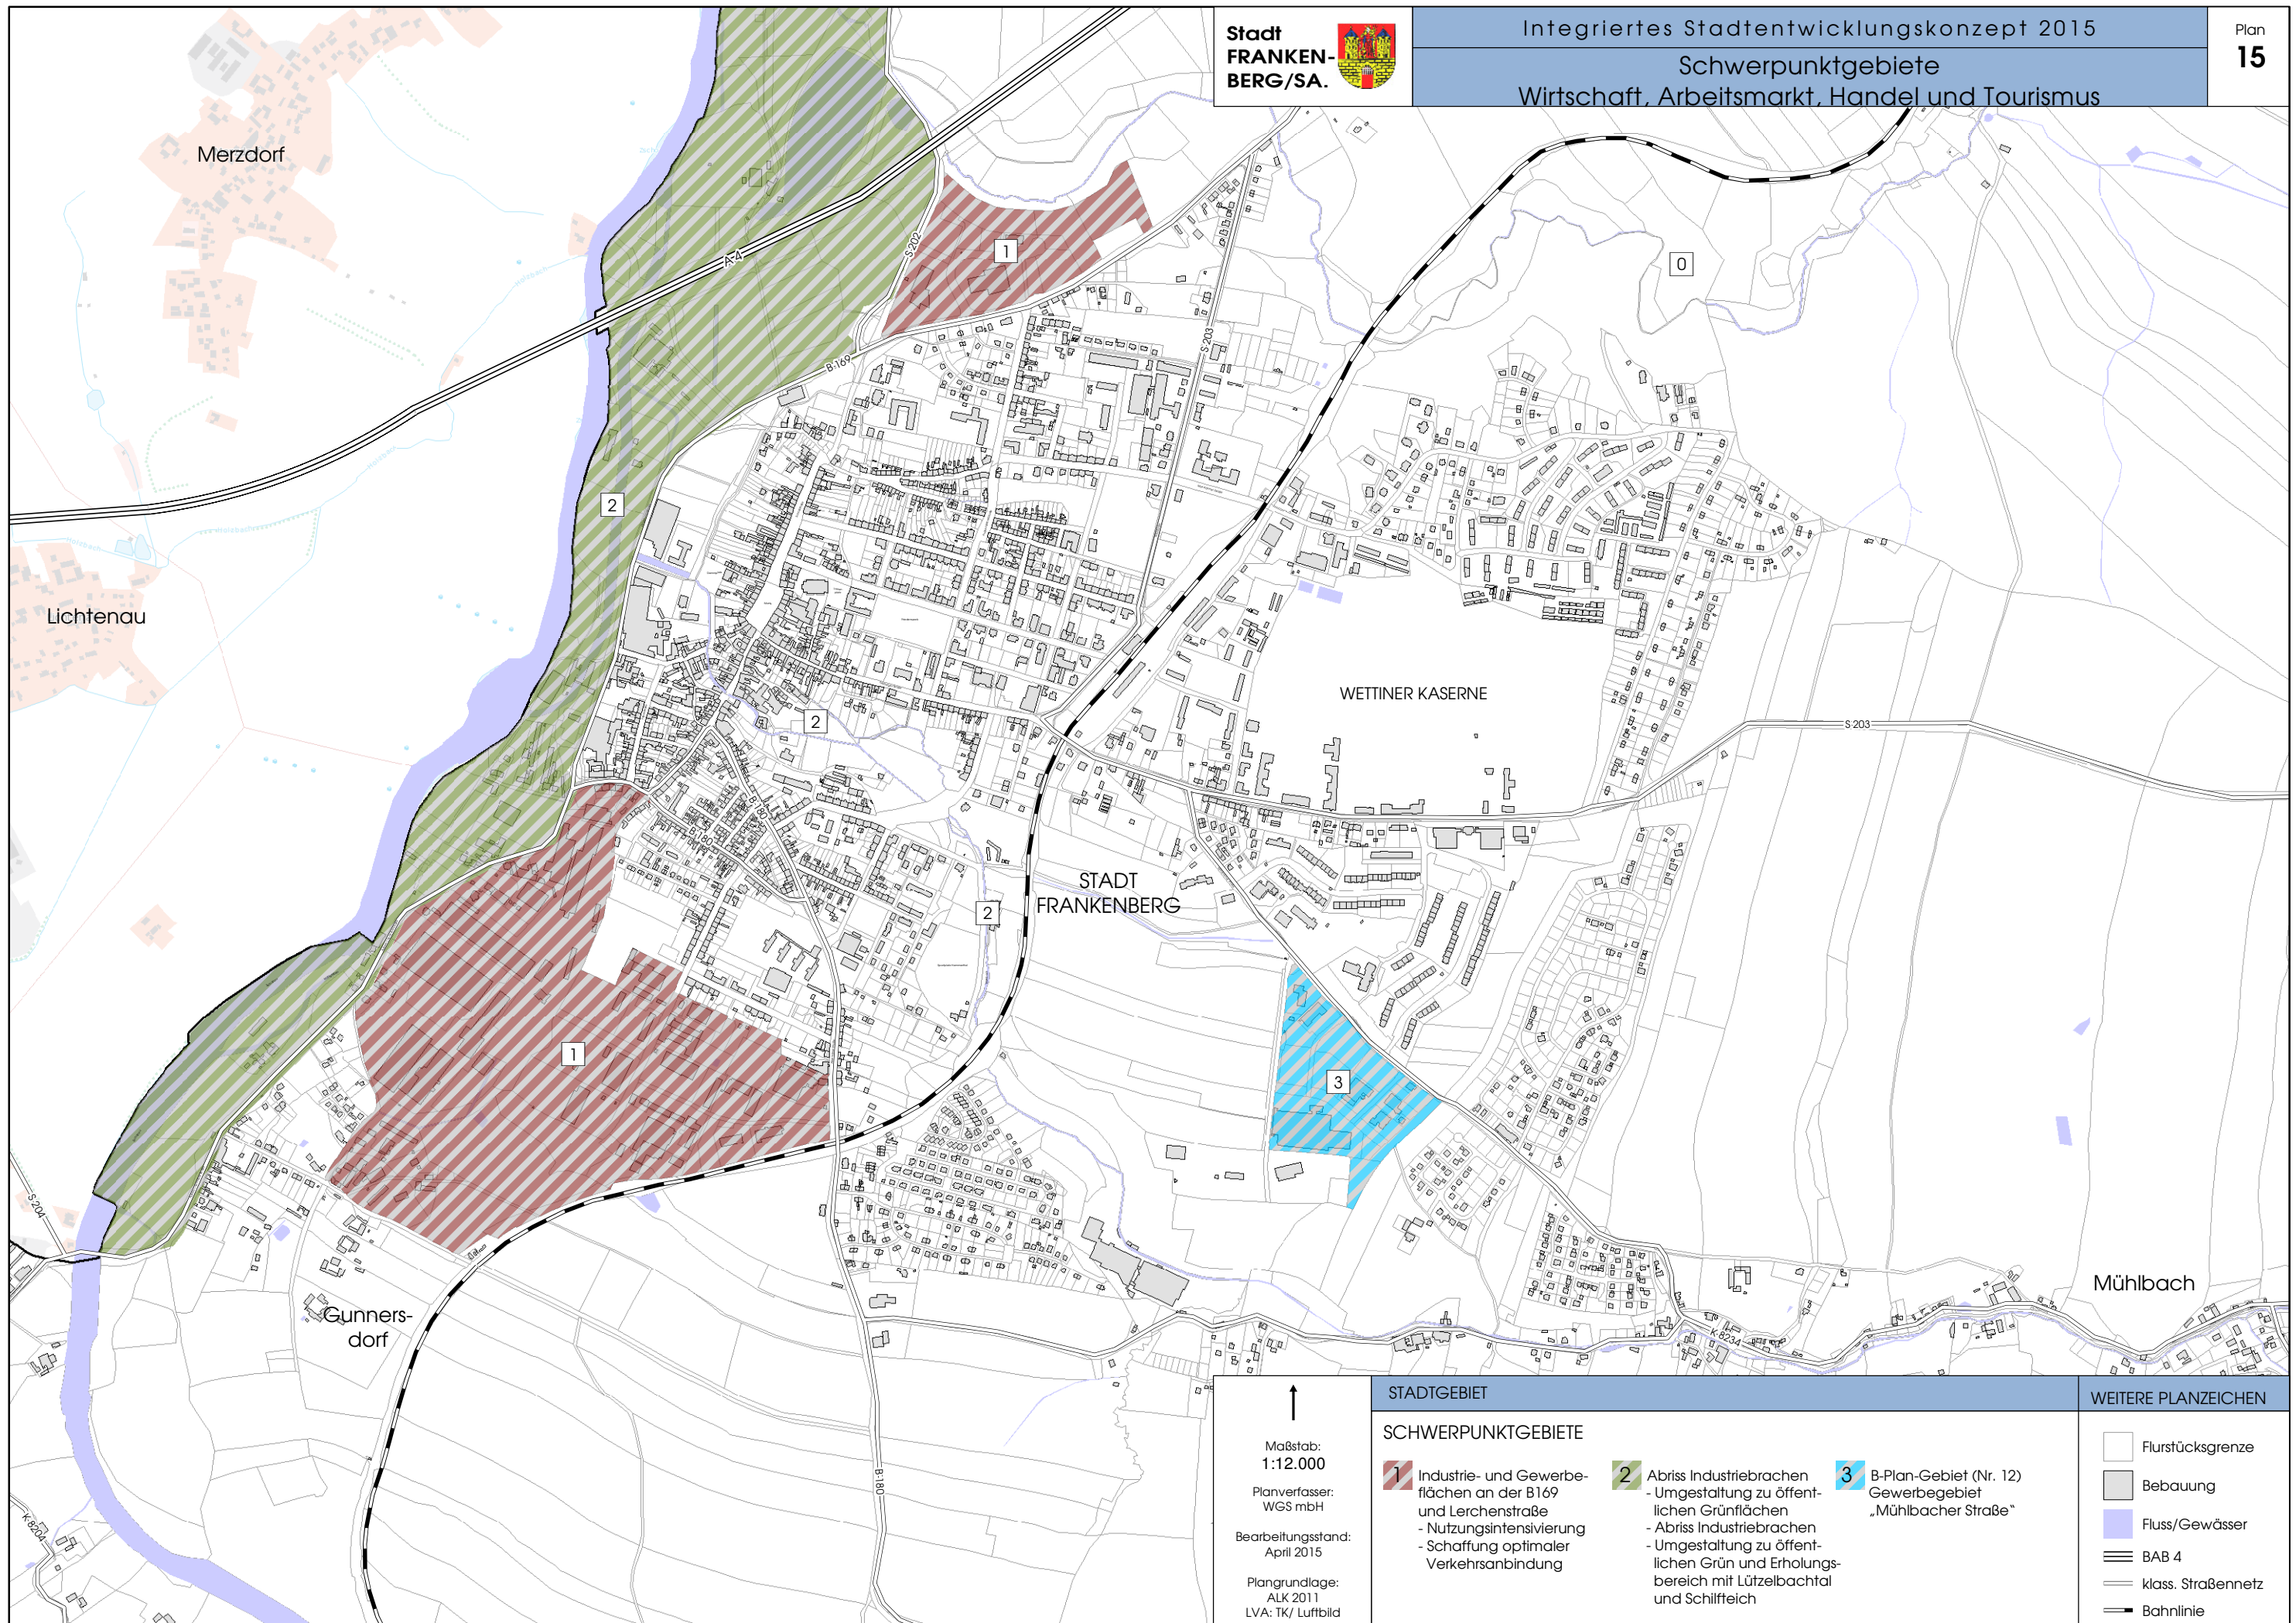 Stadt
FRANKEN-
BERG/SA.
Integriertes Stadtentwicklungskonzept 2015
Schwerpunktgebiete
Wirtschaft, Arbeitsmarkt, Handel und Tourismus
Plan
15
Merzdorf
A 4
S 202
1
0
B 169
S 203
2
Lichtenau
WETTINER KASERNE
2
S 203
B 180
B 180
STADT
FRANKENBERG
2
1
3
S 204
Gunners-
dorf
Mühlbach
K 8234
B 180
K 8204
Maßstab:
1:12.000
Planverfasser:
WGS mbH
Bearbeitungsstand:
April 2015
Plangrundlage:
ALK 2011
LVA: TK/ Luftbild
STADTGEBIET
SCHWERPUNKTGEBIETE
1 Industrie- und Gewerbe-
flächen an der B169
und Lerchenstraße
- Nutzungsintensivierung
- Schaffung optimaler
Verkehrsanbindung
2 Abriss Industriebrachen
- Umgestaltung zu öffent-
lichen Grünflächen
- Abriss Industriebrachen
- Umgestaltung zu öffent-
lichen Grün und Erholungs-
bereich mit Lützelbachtal
und Schilfteich
3 B-Plan-Gebiet (Nr. 12)
Gewerbegebiet
„Mühlbacher Straße“
WEITERE PLANZEICHEN
Flurstücksgrenze
Bebauung
Fluss/Gewässer
BAB 4
klass. Straßennetz
Bahnlinie